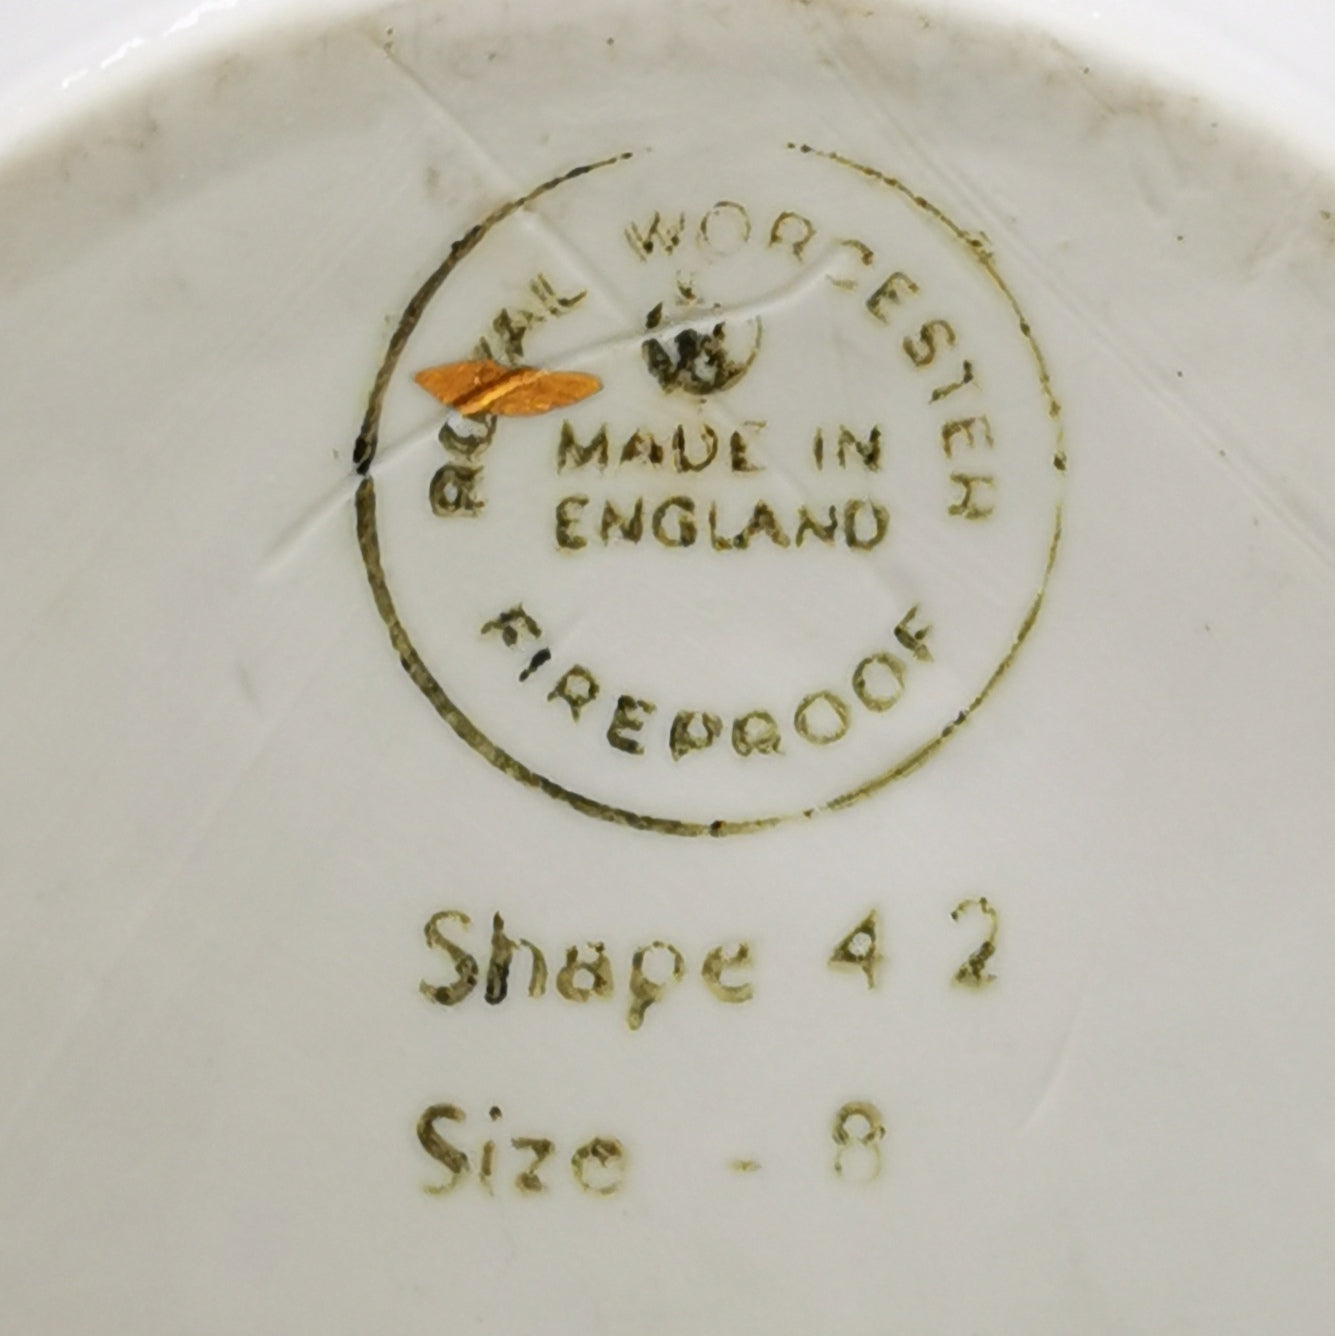 ROYAL WORCESTER
MADE IN
ENGLAND
FIREPROOF
Shape 42
Size - 8